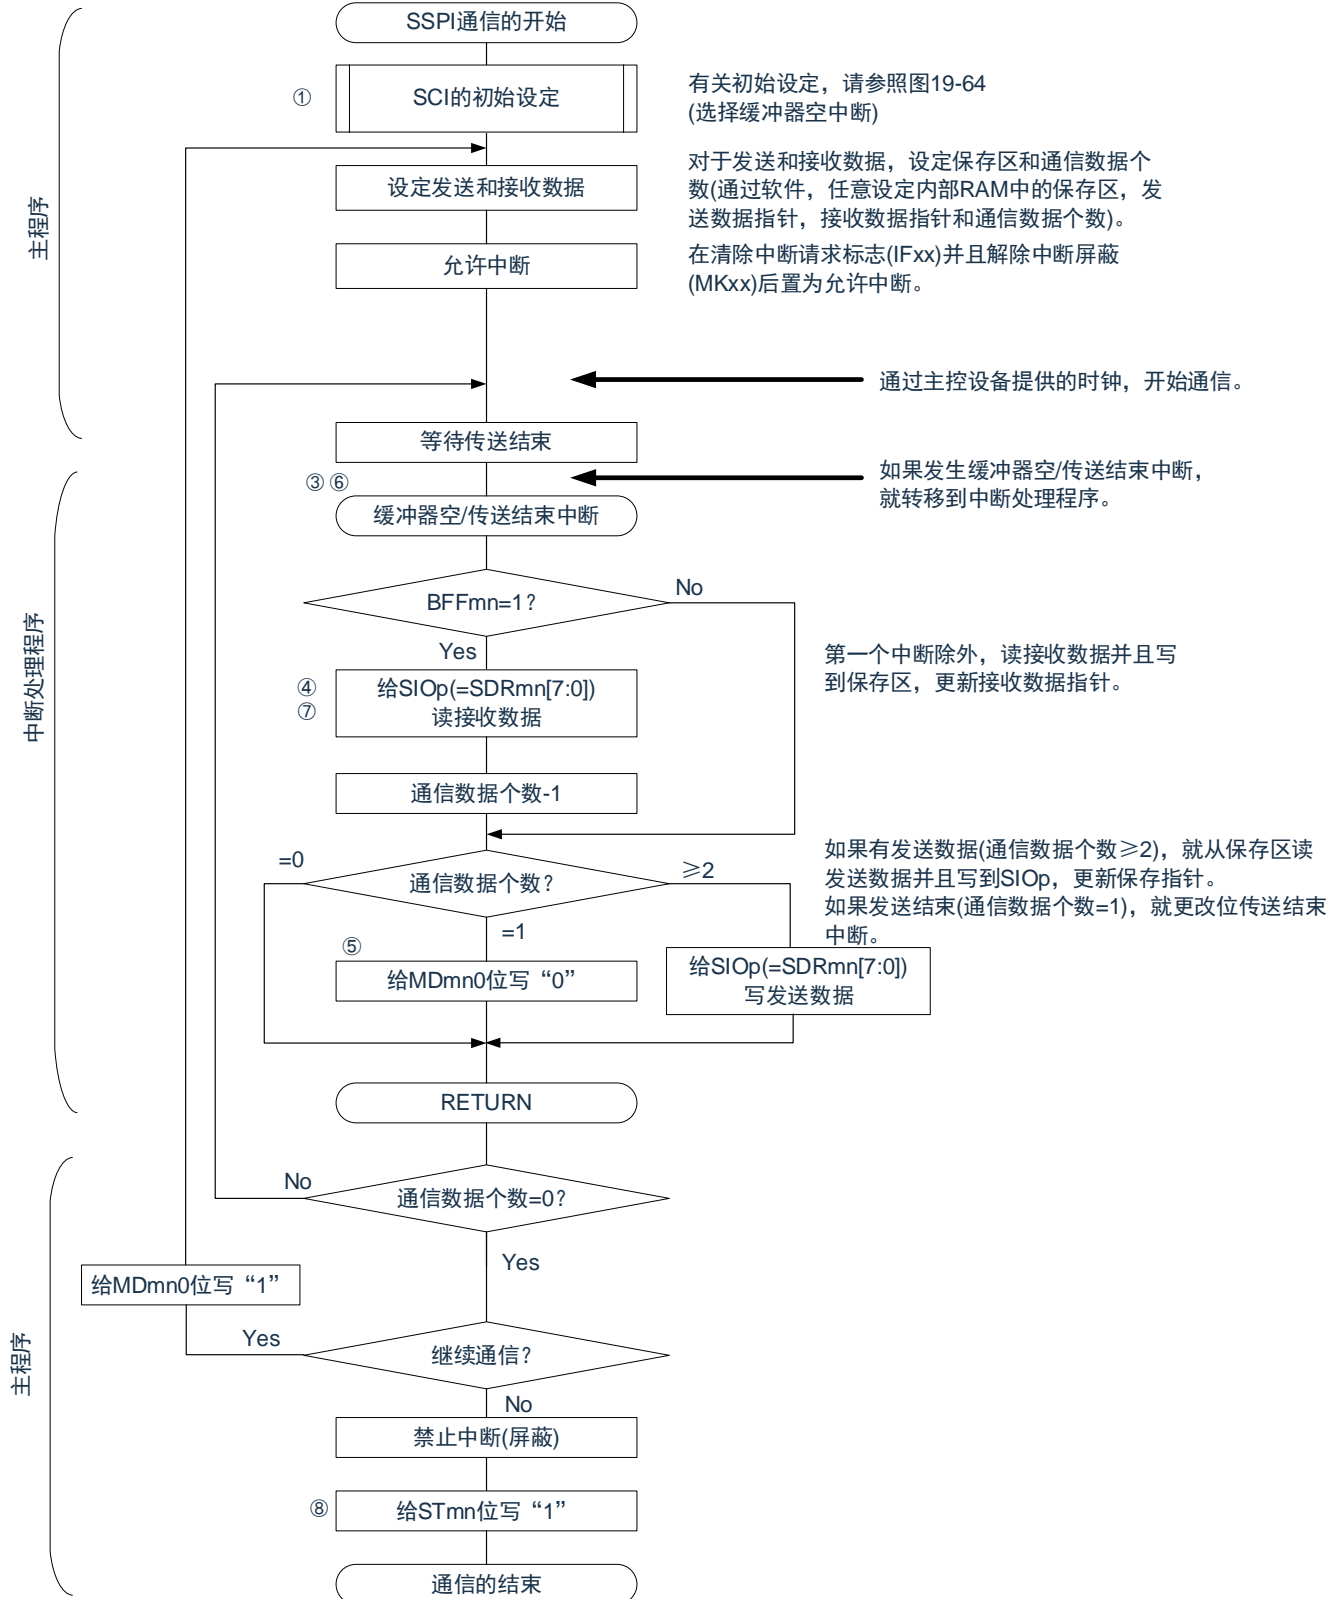 SSPI通信的开始
①
SCI的初始设定
有关初始设定，请参照图19-64
(选择缓冲器空中断)
设定发送和接收数据
对于发送和接收数据，设定保存区和通信数据个
数(通过软件，任意设定内部RAM中的保存区，发
送数据指针，接收数据指针和通信数据个数)。
主程序
允许中断
在清除中断请求标志(IFxx)并且解除中断屏蔽
(MKxx)后置为允许中断。
通过主控设备提供的时钟，开始通信。
等待传送结束
③⑥
如果发生缓冲器空/传送结束中断，
就转移到中断处理程序。
缓冲器空/传送结束中断
BFFmn=1?
No
Yes
中断处理程序
第一个中断除外，读接收数据并且写
到保存区，更新接收数据指针。
④
⑦
给SIOp(=SDRmn[7:0])
读接收数据
通信数据个数-1
=0
通信数据个数?
≥2
=1
如果有发送数据(通信数据个数≥2)，就从保存区读
发送数据并且写到SIOp，更新保存指针。
如果发送结束(通信数据个数=1)，就更改位传送结束
中断。
⑤
给MDmn0位写“0”
给SIOp(=SDRmn[7:0])
写发送数据
RETURN
No
通信数据个数=0?
Yes
给MDmn0位写“1”
Yes
继续通信?
No
主程序
禁止中断(屏蔽)
⑧
给STmn位写“1”
通信的结束